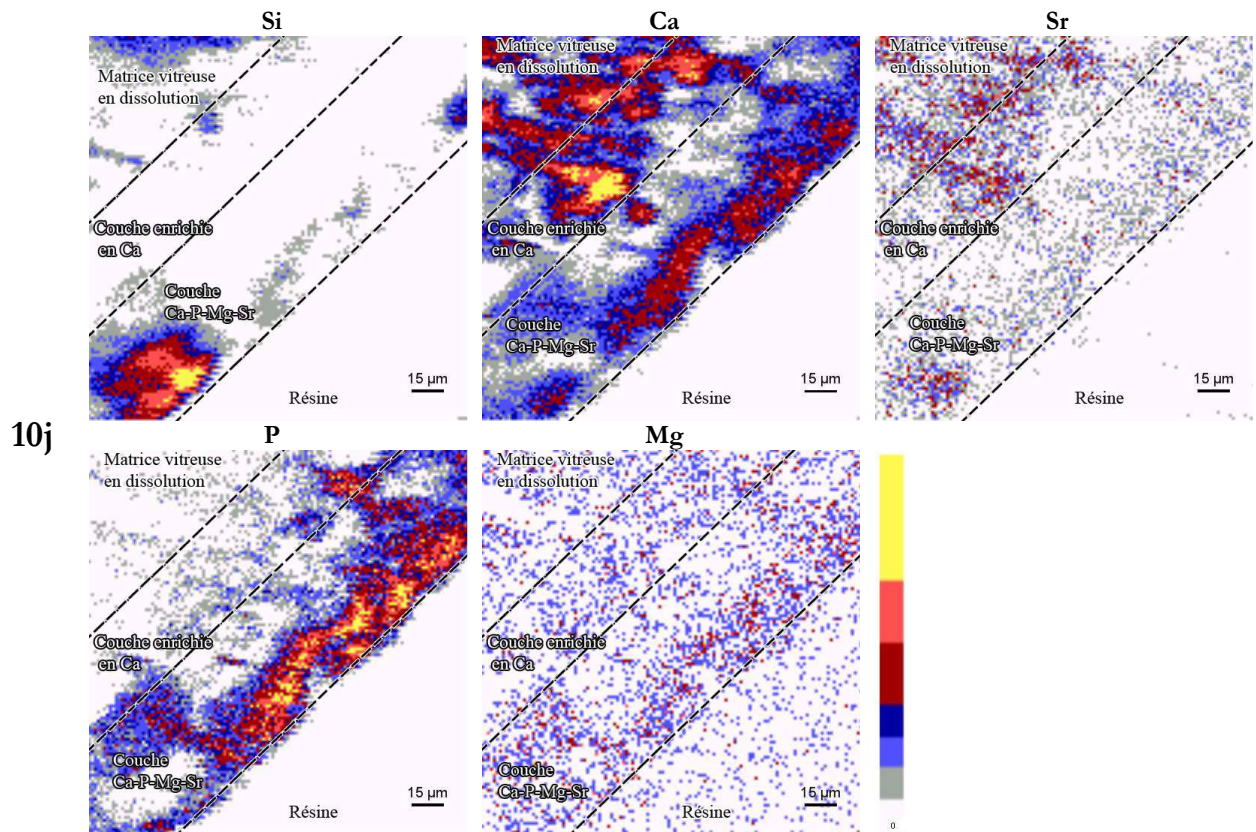 Si
Matrice vitreuse
en dissolution
Couche enrichie
en Ca
Couche
Ca-P-Mg-Sr
15 µm
Résine
Ca
Matrice vitreuse
en dissolution
Couche enrichie
en Ca
Couche
Ca-P-Mg-Sr
15 µm
Résine
Sr
Matrice vitreuse
en dissolution
Couche enrichie
en Ca
Couche
Ca-P-Mg-Sr
15 µm
Résine
10j
P
Matrice vitreuse
en dissolution
Couche enrichie
en Ca
Couche
Ca-P-Mg-Sr
15 µm
Résine
Mg
Matrice vitreuse
en dissolution
Couche enrichie
en Ca
Couche
Ca-P-Mg-Sr
15 µm
Résine
0